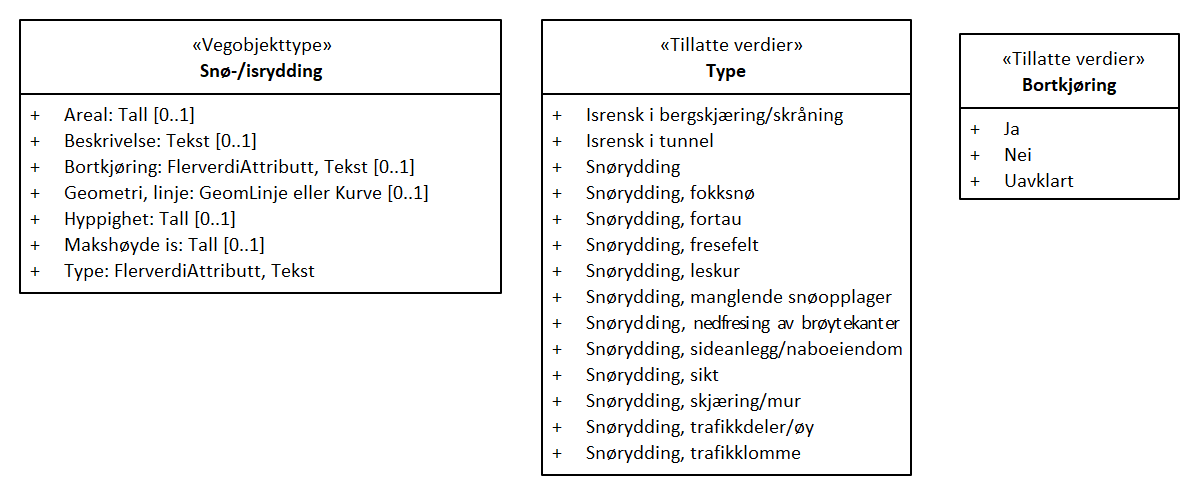 «Vegobjekttype»
Snø-/isrydding
+ Areal: Tall [0..1]
+ Beskrivelse: Tekst [0..1]
+ Bortkjøring: FlerverdiAttributt, Tekst [0..1]
+ Geometri, linje: GeomLinje eller Kurve [0..1]
+ Hyppighet: Tall [0..1]
+ Makshøyde is: Tall [0..1]
+ Type: FlerverdiAttributt, Tekst
«Tillatte verdier»
Type
+ Isrensk i bergskjæring/skråning
+ Isrensk i tunnel
+ Snørydding
+ Snørydding, fokksnø
+ Snørydding, fortau
+ Snørydding, fresefelt
+ Snørydding, leskur
+ Snørydding, manglende snøopplager
+ Snørydding, nedfresing av brøytekanter
+ Snørydding, sideanlegg/naboeiendom
+ Snørydding, sikt
+ Snørydding, skjæring/mur
+ Snørydding, trafikkdeler/øy
+ Snørydding, trafikklomme
«Tillatte verdier»
Bortkjøring
+ Ja
+ Nei
+ Uavklart